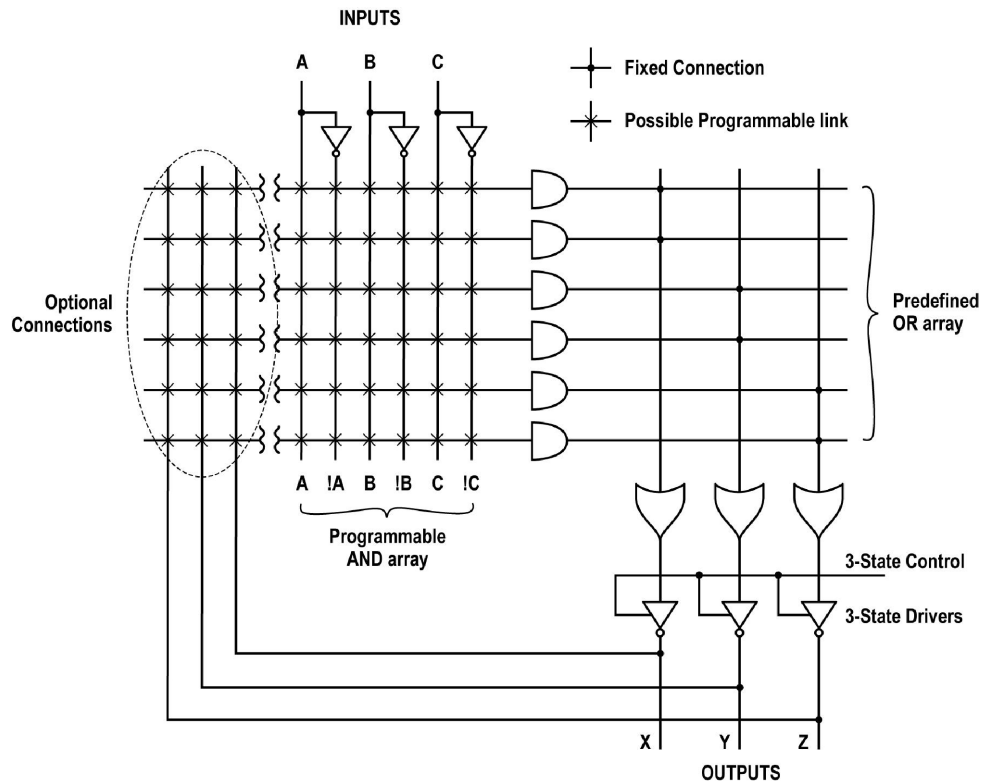 INPUTS
A B C
Fixed Connection
Possible Programmable link
Optional
Connections
Predefined
OR array
A !A B !B C !C
Programmable
AND array
3-State Control
3-State Drivers
X Y Z
OUTPUTS